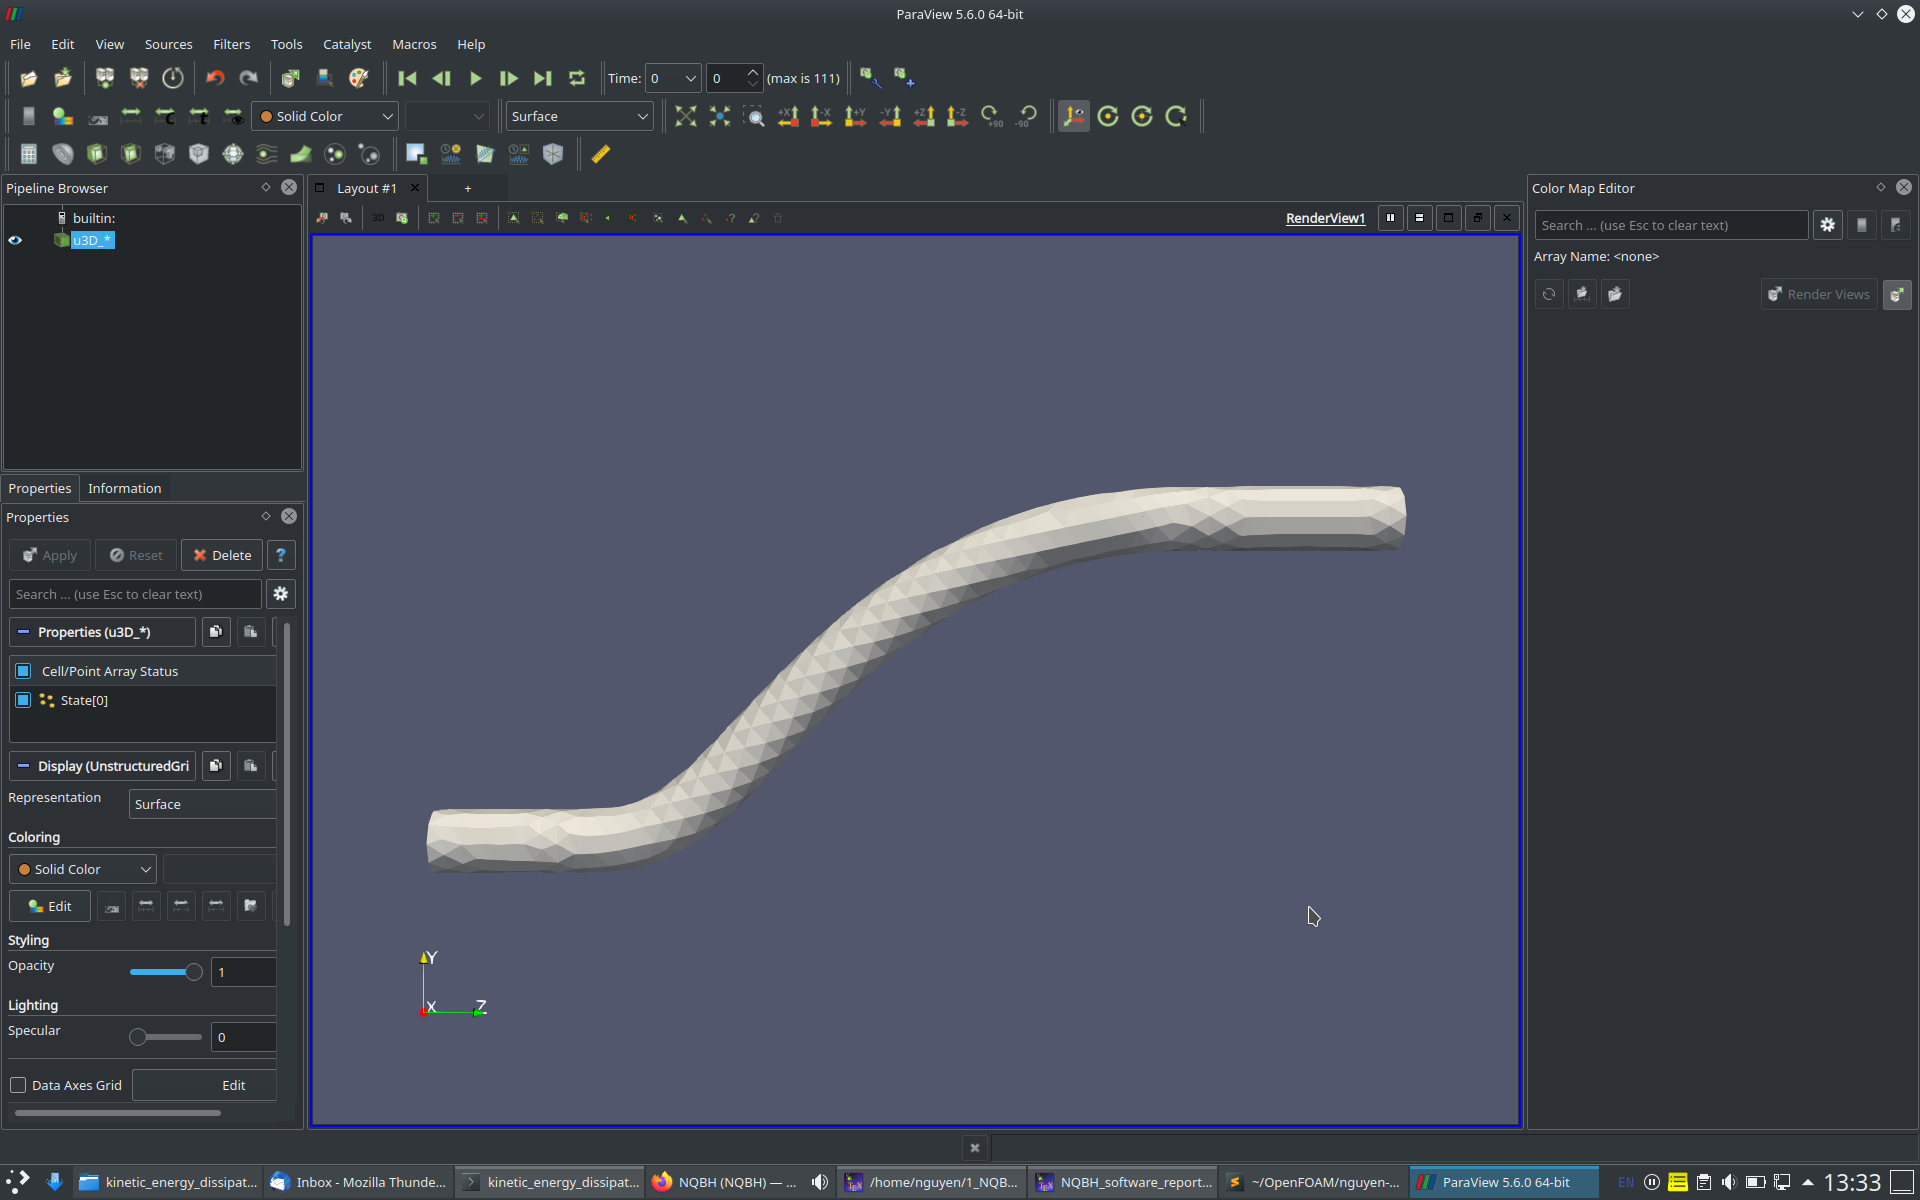 ParaView 5.6.0 64-bit
File Edit View Sources Filters Tools Catalyst Macros Help
Time: 0 0 (max is 111)
Solid Color Surface +X -X +Y -Y +Z -Z +90 -90
Pipeline Browser
builtin:
u3D_*
Properties Information
Properties
Apply Reset Delete ?
Search ... (use Esc to clear text)
Properties (u3D_*)
Cell/Point Array Status
State[0]
Display (UnstructuredGri
Representation Surface
Coloring
Solid Color
Edit
Styling
Opacity 1
Lighting
Specular 0
Data Axes Grid Edit
Layout #1 +
3D RenderView1
Y
X Z
Color Map Editor
Search ... (use Esc to clear text)
Array Name: <none>
Render Views
kinetic_energy_dissipat...
Inbox - Mozilla Thunde...
kinetic_energy_dissipat...
NQBH (NQBH) — ...
/home/nguyen/1_NQB...
NQBH_software_report...
~/OpenFOAM/nguyen-...
ParaView 5.6.0 64-bit
EN
13:33